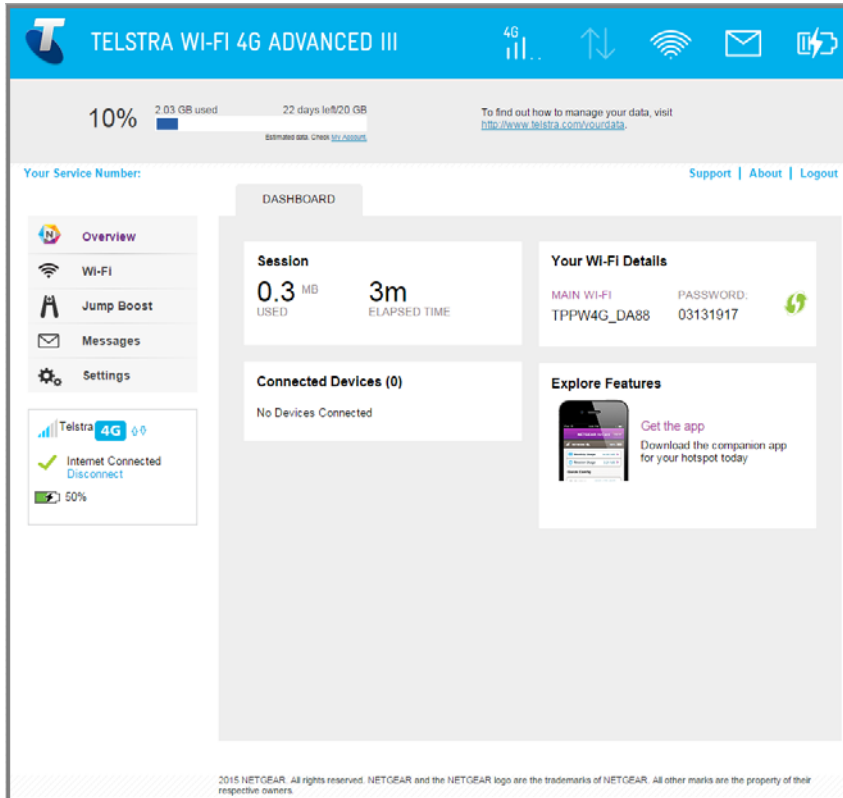 TELSTRA WI-FI 4G ADVANCED III
4G
10%
2.03 GB used
22 days left/20 GB
Estimated data. Check My Account.
To find out how to manage your data, visit
http://www.telstra.com/yourdata.
Your Service Number:
Support | About | Logout
DASHBOARD
N
Overview
Wi-Fi
Jump Boost
Messages
Settings
Telstra 4G
Internet Connected
Disconnect
50%
Session
0.3 MB
USED
3m
ELAPSED TIME
Your Wi-Fi Details
MAIN WI-FI
PASSWORD:
TPPW4G_DA88
03131917
Connected Devices (0)
No Devices Connected
Explore Features
Get the app
Download the companion app
for your hotspot today
2015 NETGEAR. All rights reserved. NETGEAR and the NETGEAR logo are the trademarks of NETGEAR. All other marks are the property of their
respective owners.